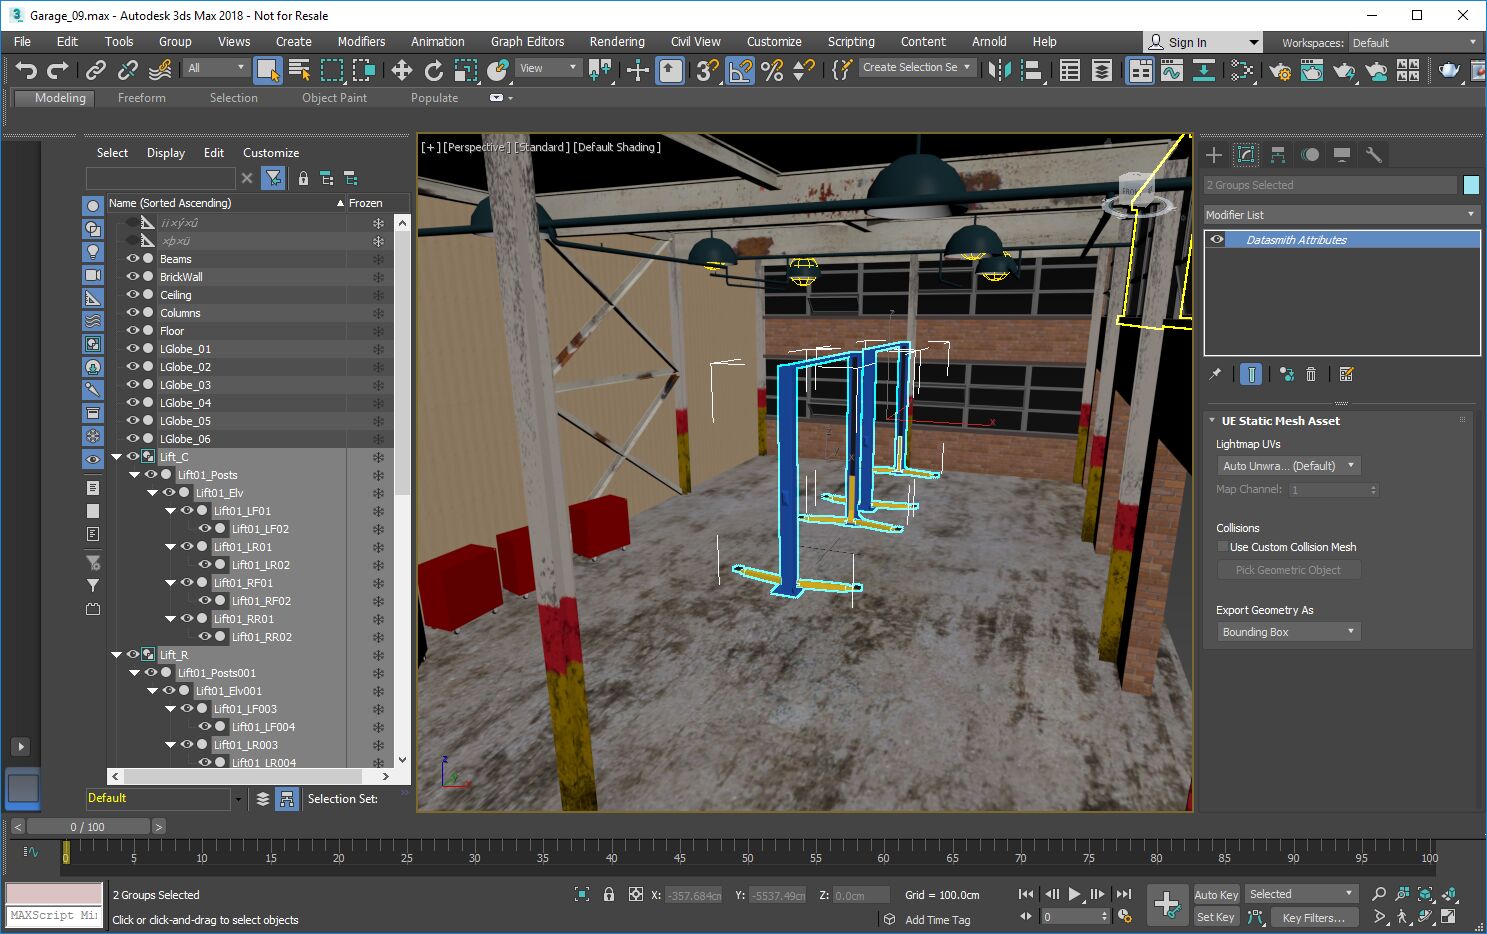 Garage_09.max - Autodesk 3ds Max 2018 - Not for Resale
File Edit Tools Group Views Create Modifiers Animation Graph Editors Rendering Civil View Customize Scripting Content Arnold Help Sign In Workspaces: Default
All View Create Selection Se
Modeling Freeform Selection Object Paint Populate
Select Display Edit Customize
Name (Sorted Ascending) Frozen
Beams
BrickWall
Ceiling
Columns
Floor
LGlobe_01
LGlobe_02
LGlobe_03
LGlobe_04
LGlobe_05
LGlobe_06
Lift_C
Lift01_Posts
Lift01_Elv
Lift01_LF01
Lift01_LF02
Lift01_LR01
Lift01_LR02
Lift01_RF01
Lift01_RF02
Lift01_RR01
Lift01_RR02
Lift_R
Lift01_Posts001
Lift01_Elv001
Lift01_LF003
Lift01_LF004
Lift01_LR003
Lift01_LR004
Default Selection Set:
[+] [Perspective] [Standard] [Default Shading]
2 Groups Selected
Modifier List
Datasmith Attributes
UE Static Mesh Asset
Lightmap UVs
Auto Unwra... (Default)
Map Channel: 1
Collisions
Use Custom Collision Mesh
Pick Geometric Object
Export Geometry As
Bounding Box
< 0 / 100 >
0 5 10 15 20 25 30 35 40 45 50 55 60 65 70 75 80 85 90 95 100
2 Groups Selected X: -357.684cm Y: -5537.49cm Z: 0.0cm Grid = 100.0cm Auto Key Selected
MAXScript Mi Click or click-and-drag to select objects Add Time Tag 0 Set Key Key Filters...